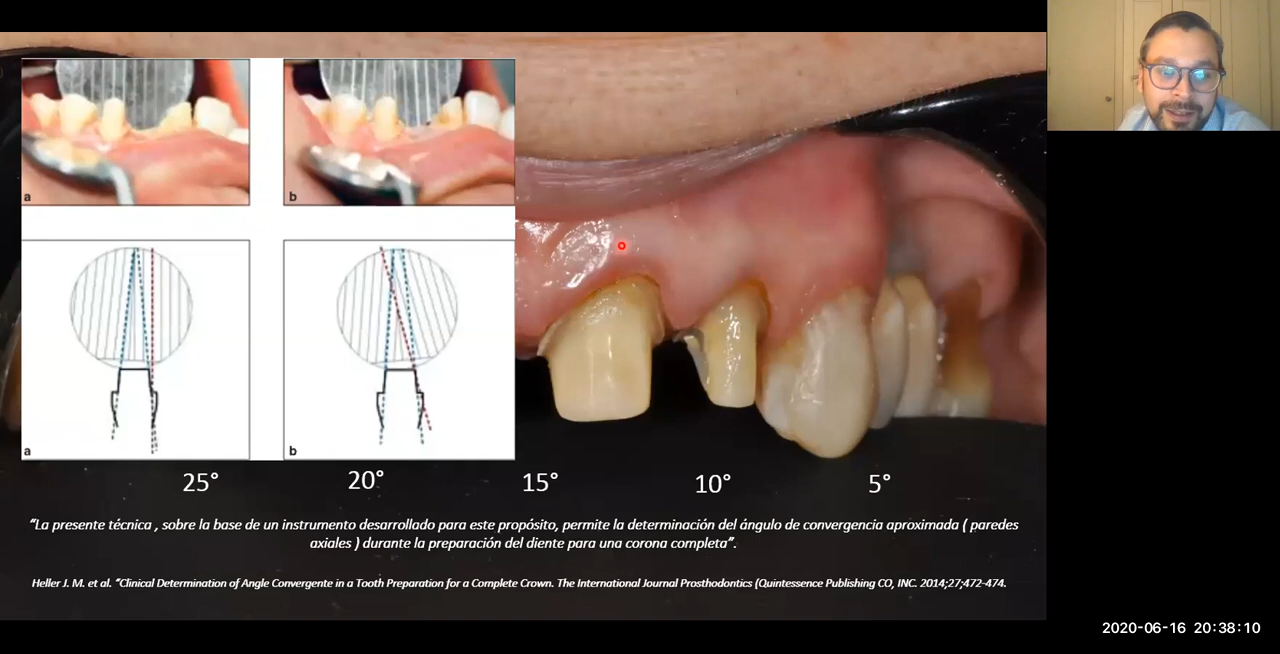 a
b
a
b
25°
20°
15°
10°
5°
“La presente técnica , sobre la base de un instrumento desarrollado para este propósito, permite la determinación del ángulo de convergencia aproximada ( paredes
axiales ) durante la preparación del diente para una corona completa”.
Heller J. M. et al. “Clinical Determination of Angle Convergente in a Tooth Preparation for a Complete Crown. The International Journal Prosthodontics (Quintessence Publishing CO, INC. 2014;27;472-474.
2020-06-16 20:38:10